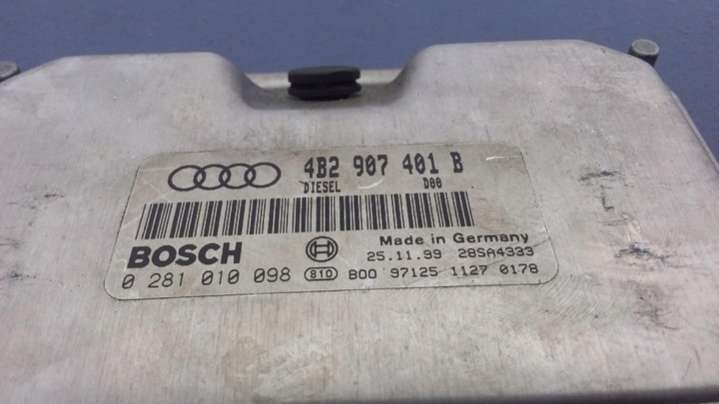 4B2 907 401 B
DIESEL D00
BOSCH Made in Germany
25.11.99 28SA4333
0 281 010 098 810 B00 97125 1127 0178